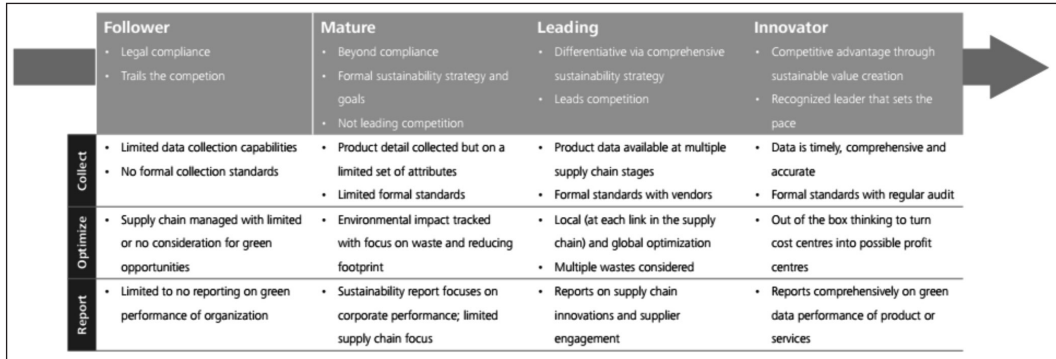 Follower
• Legal compliance
• Trails the competion
Mature
• Beyond compliance
• Formal sustainability strategy and
goals
• Not leading competition
Leading
• Differentiative via comprehensive
sustainability strategy
• Leads competition
Innovator
• Competitive advantage through
sustainable value creation
• Recognized leader that sets the
pace
Collect
• Limited data collection capabilities
• No formal collection standards
• Product detail collected but on a
limited set of attributes
• Limited formal standards
• Product data available at multiple
supply chain stages
• Formal standards with vendors
• Data is timely, comprehensive and
accurate
• Formal standards with regular audit
Optimize
• Supply chain managed with limited
or no consideration for green
opportunities
• Environmental impact tracked
with focus on waste and reducing
footprint
• Local (at each link in the supply
chain) and global optimization
• Multiple wastes considered
• Out of the box thinking to turn
cost centres into possible profit
centres
Report
• Limited to no reporting on green
performance of organization
• Sustainability report focuses on
corporate performance; limited
supply chain focus
• Reports on supply chain
innovations and supplier
engagement
• Reports comprehensively on green
data performance of product or
services